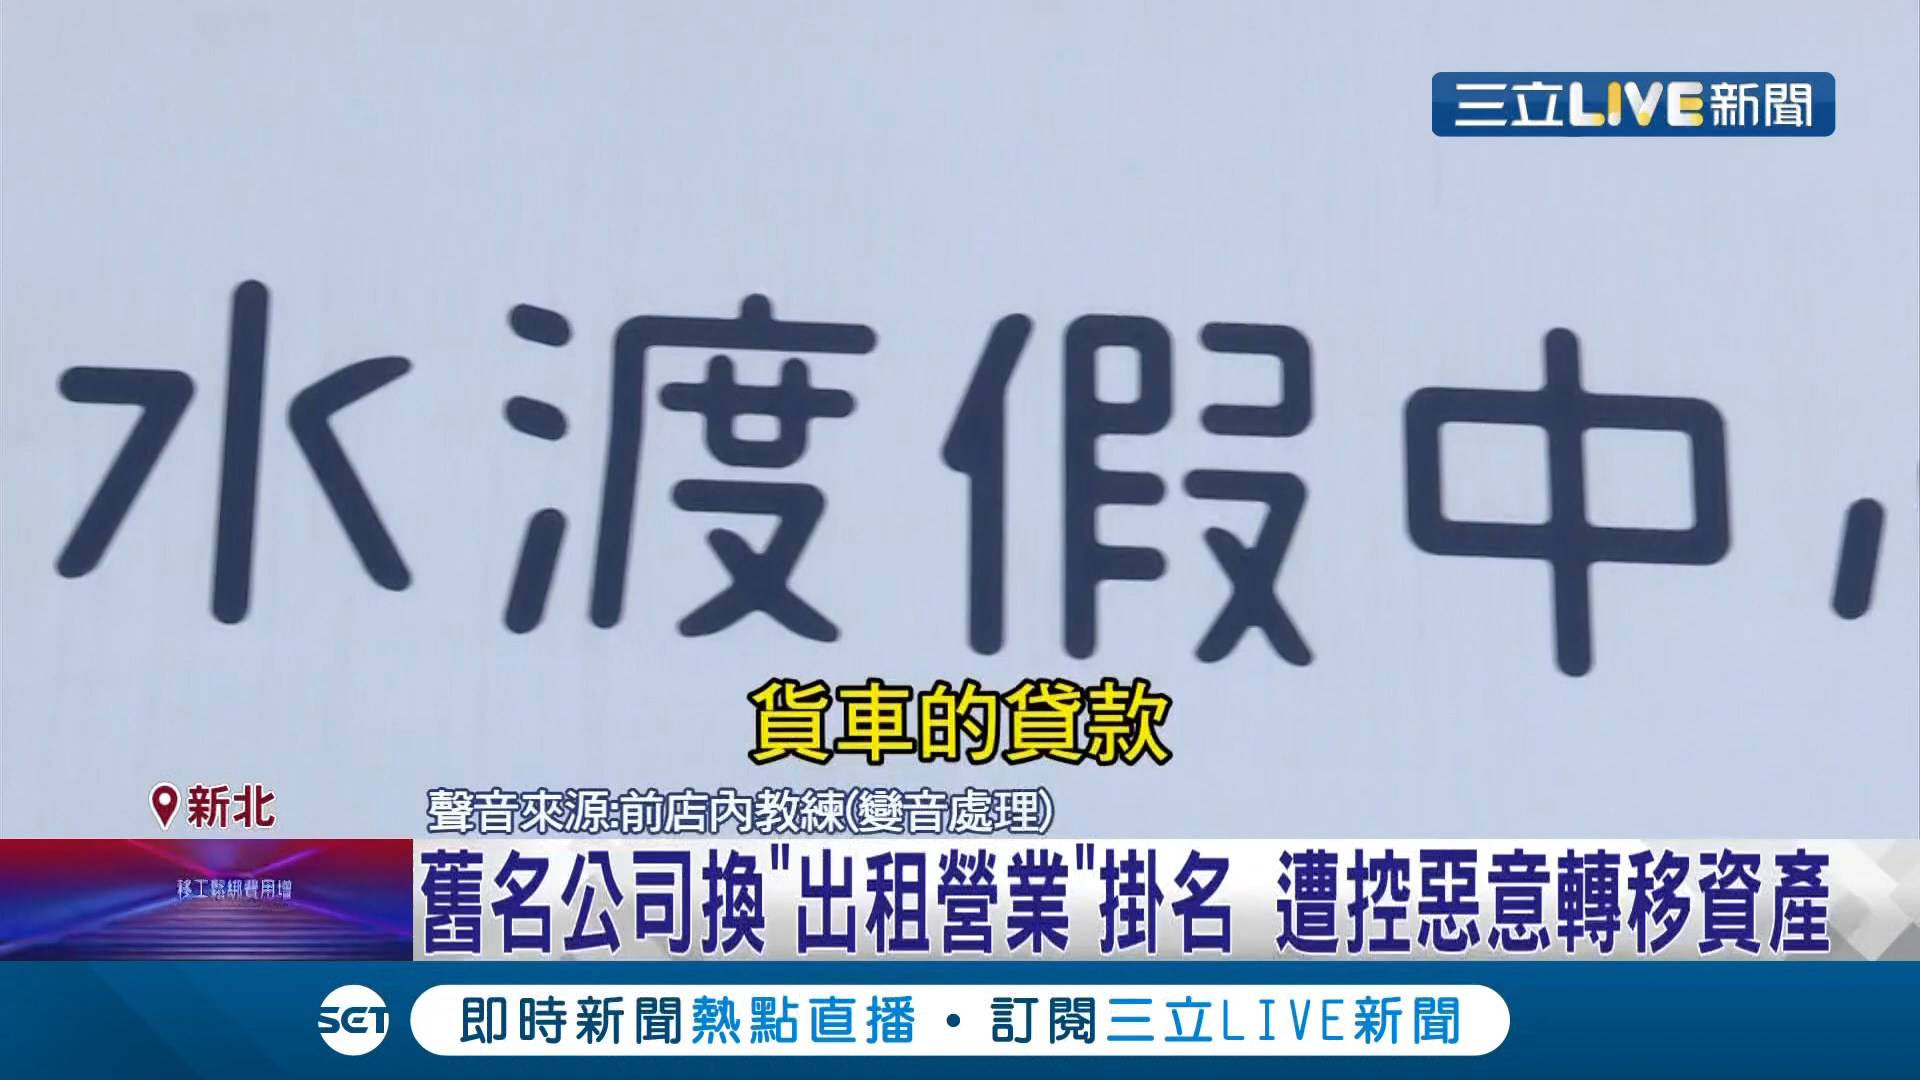 三立LIVE新聞
水渡假中,
貨車的貸款
新北
聲音來源:前店內教練(變音處理)
移工鬆綁費用增
舊名公司換"出租營業"掛名 遭控惡意轉移資產
SET
即時新聞熱點直播・訂閱三立LIVE新聞